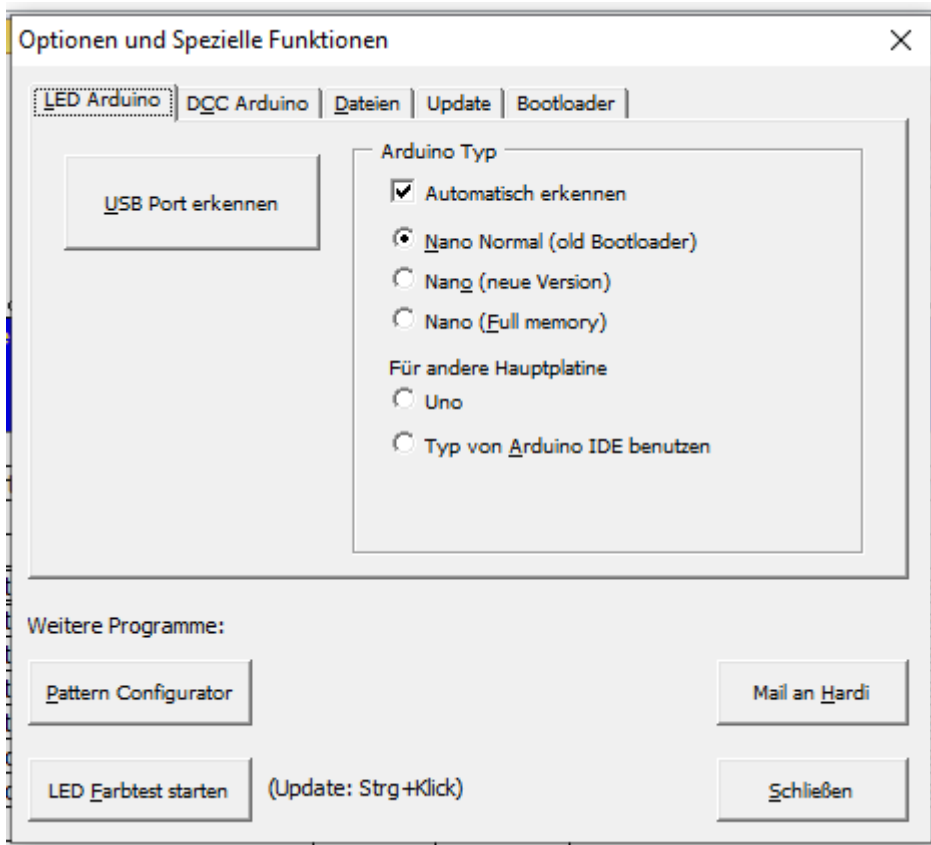 Optionen und Spezielle Funktionen
LED Arduino DCC Arduino Dateien Update Bootloader
USB Port erkennen
Arduino Typ
Automatisch erkennen
Nano Normal (old Bootloader)
Nano (neue Version)
Nano (Full memory)
Für andere Hauptplatine
Uno
Typ von Arduino IDE benutzen
Weitere Programme:
Pattern Configurator
Mail an Hardi
LED Farbtest starten (Update: Strg+Klick)
Schließen